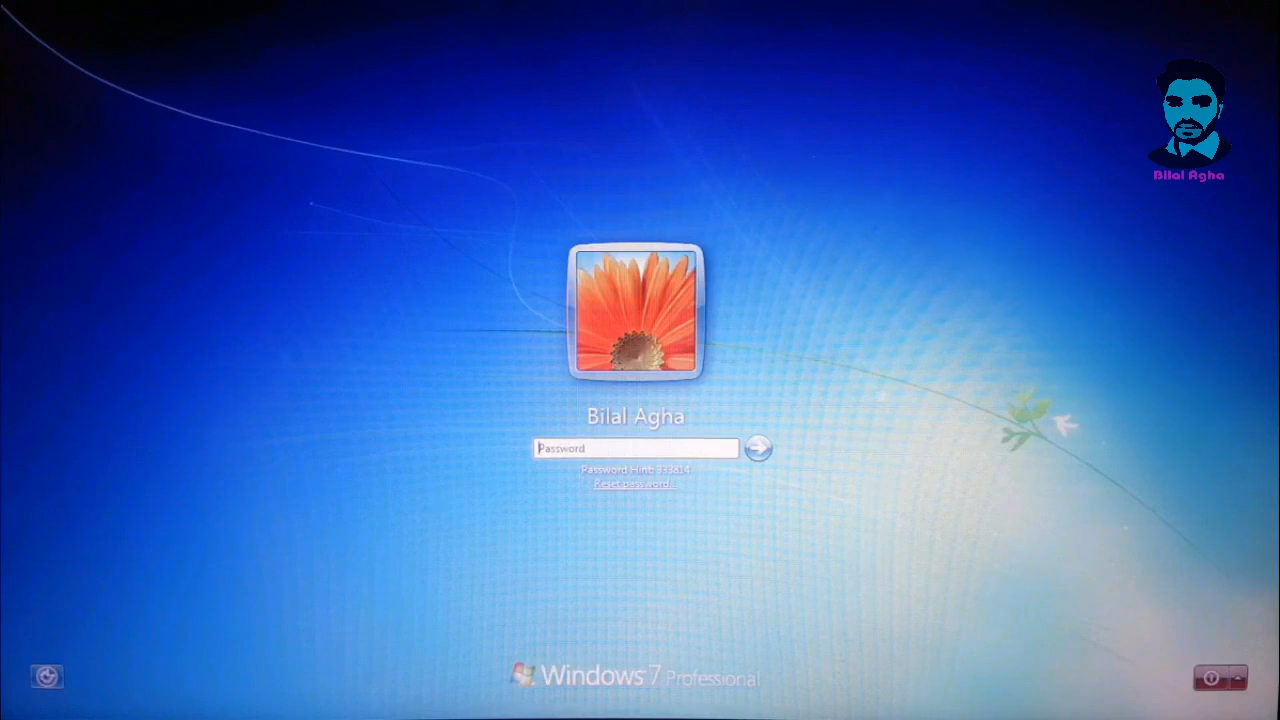 Bilal Agha
Bilal Agha
Password
Password Hint: 333814
Reset password...
Windows 7 Professional